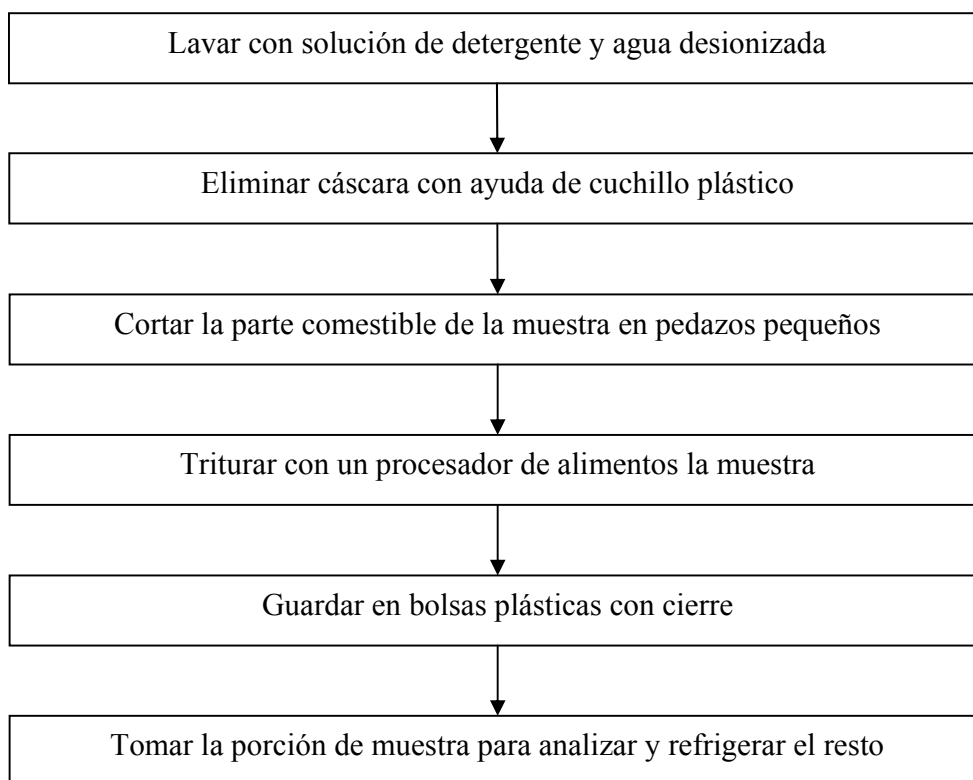 Lavar con solución de detergente y agua desionizada
Eliminar cáscara con ayuda de cuchillo plástico
Cortar la parte comestible de la muestra en pedazos pequeños
Triturar con un procesador de alimentos la muestra
Guardar en bolsas plásticas con cierre
Tomar la porción de muestra para analizar y refrigerar el resto